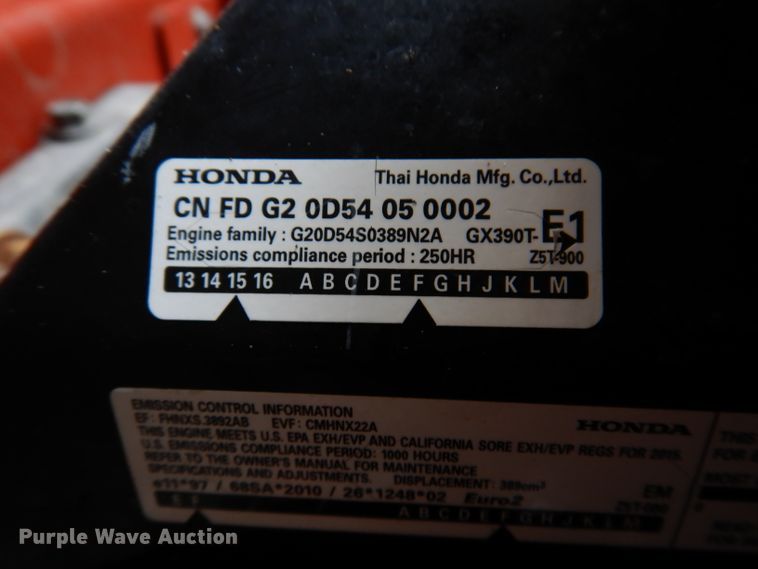 HONDA Thai Honda Mfg. Co.,Ltd.
CN FD G2 0D54 05 0002
Engine family : G20D54S0389N2A GX390T-E1
Emissions compliance period : 250HR Z5T-900
13 14 15 16 A B C D E F G H J K L M
EMISSION CONTROL INFORMATION HONDA
EF: FHNXS.3892AB EVF: CMHNX22A
THIS ENGINE MEETS U.S. EPA EXH/EVP AND CALIFORNIA SORE EXH/EVP REGS FOR 2015.
U.S. EMISSIONS COMPLIANCE PERIOD: 1000 HOURS
REFER TO THE OWNER'S MANUAL FOR MAINTENANCE
SPECIFICATIONS AND ADJUSTMENTS. DISPLACEMENT: 389cm³
e11*97 / 68SA*2010 / 26*1248*02 Euro2 EM
A B C D E F G H J K L M
Purple Wave Auction